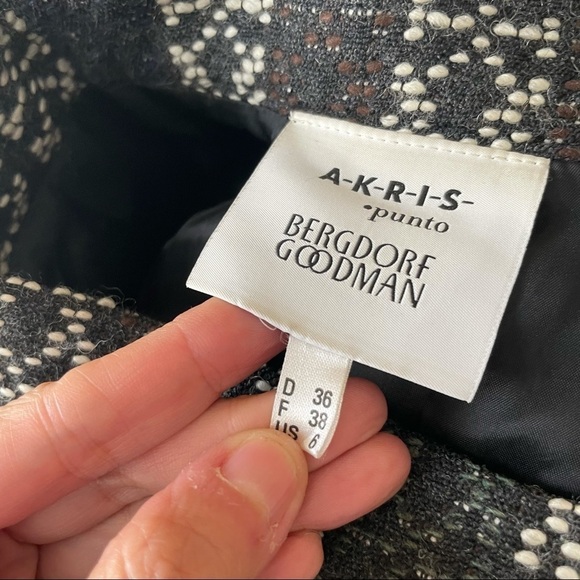 A-K-R-I-S-
•punto
BERGDORF
GOODMAN
D 36
F 38
US 6